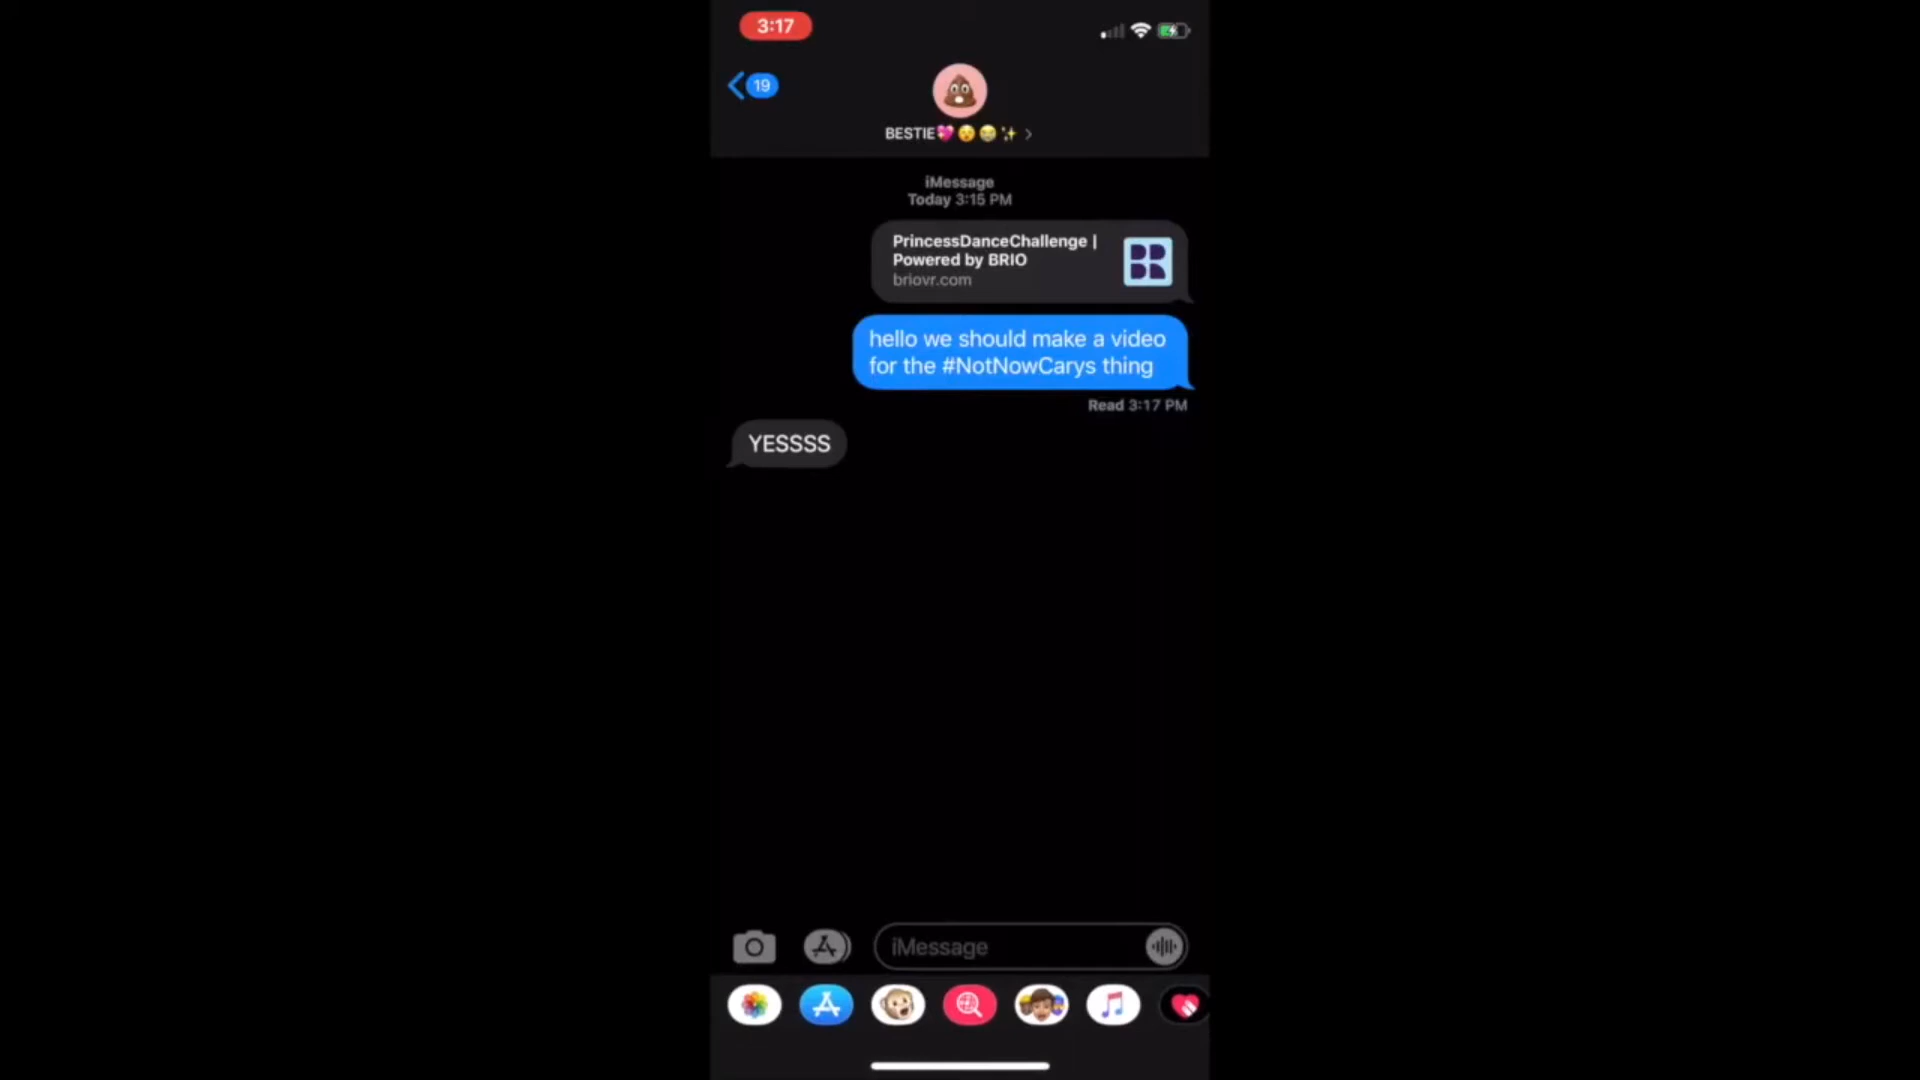 3:17
19
BESTIE💖😵😭✨
iMessage
Today 3:15 PM
PrincessDanceChallenge |
Powered by BRIO
briovr.com
BR
hello we should make a video
for the #NotNowCarys thing
Read 3:17 PM
YESSSS
iMessage